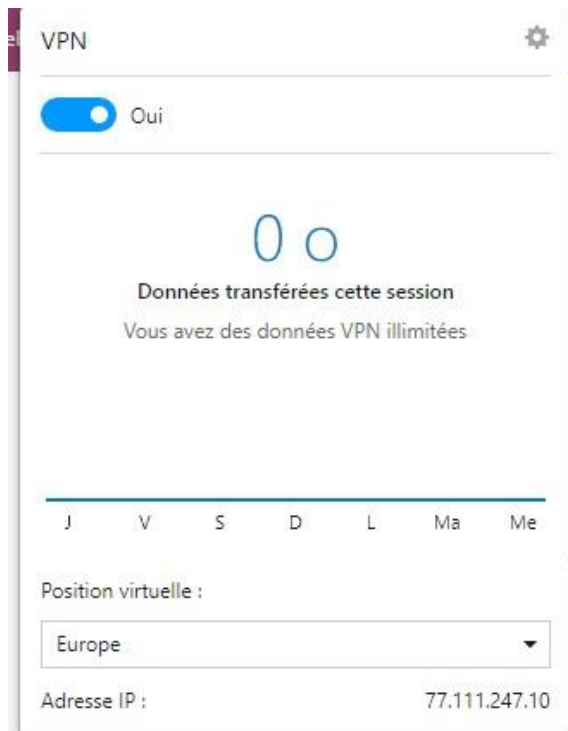 VPN
Oui
0 o
Données transférées cette session
Vous avez des données VPN illimitées
J V S D L Ma Me
Position virtuelle :
Europe
Adresse IP : 77.111.247.10